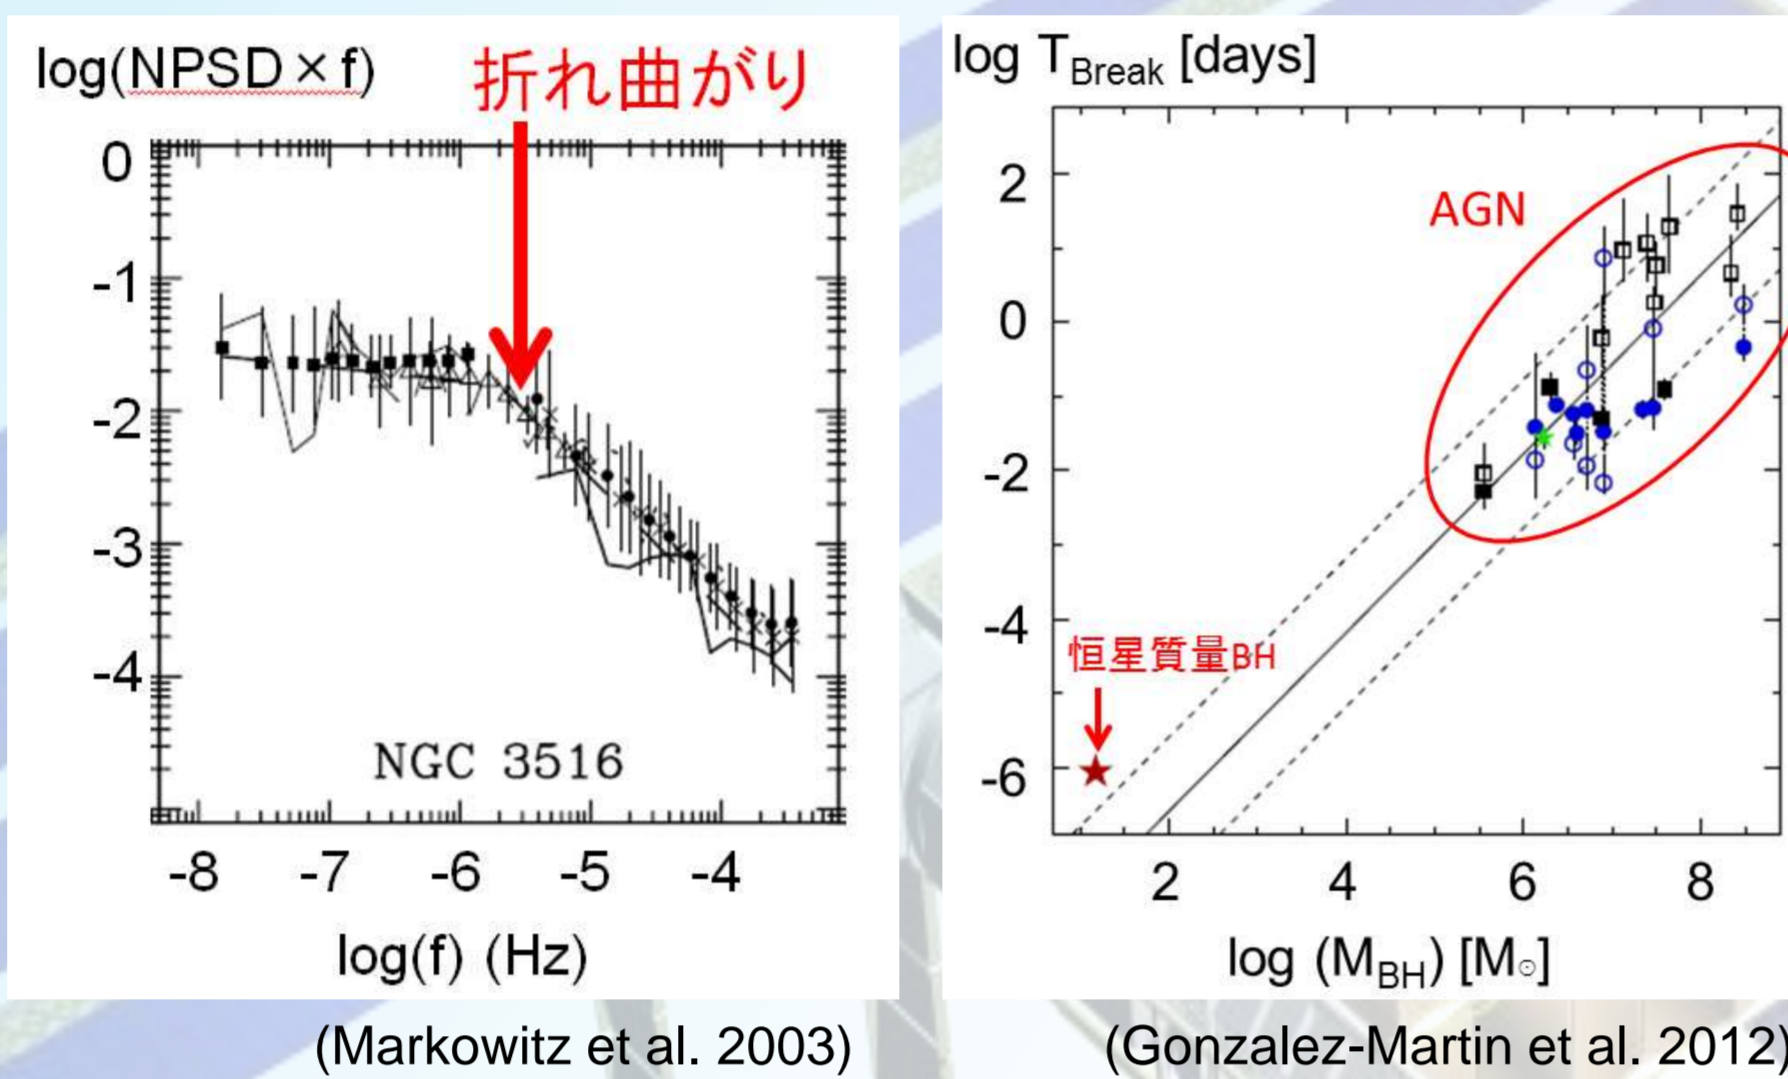 log(NPSD×f)
折れ曲がり
0
-1
-2
-3
-4
NGC 3516
-8 -7 -6 -5 -4
log(f) (Hz)
(Markowitz et al. 2003)
log T_Break [days]
2
0
-2
-4
-6
AGN
恒星質量BH
2 4 6 8
log (M_BH) [M☉]
(Gonzalez-Martin et al. 2012)